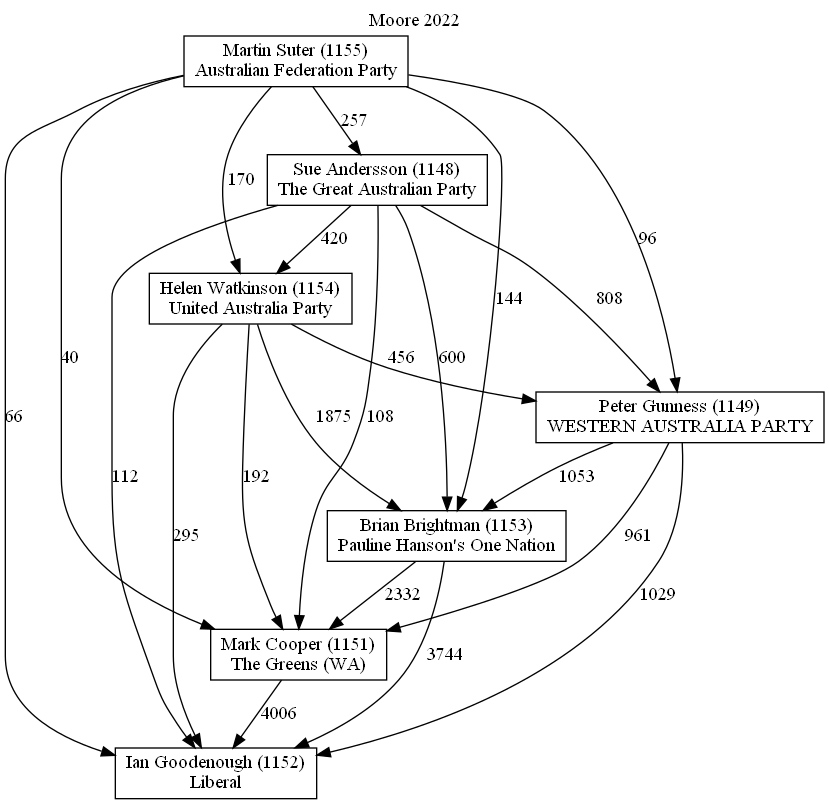 Moore 2022
Martin Suter (1155)
Australian Federation Party
257
Sue Andersson (1148)
The Great Australian Party
170
420
96
Helen Watkinson (1154)
United Australia Party
144
808
40
456
600
66
1875
108
Peter Gunness (1149)
WESTERN AUSTRALIA PARTY
112
192
1053
295
Brian Brightman (1153)
Pauline Hanson's One Nation
961
2332
1029
Mark Cooper (1151)
The Greens (WA)
3744
4006
Ian Goodenough (1152)
Liberal